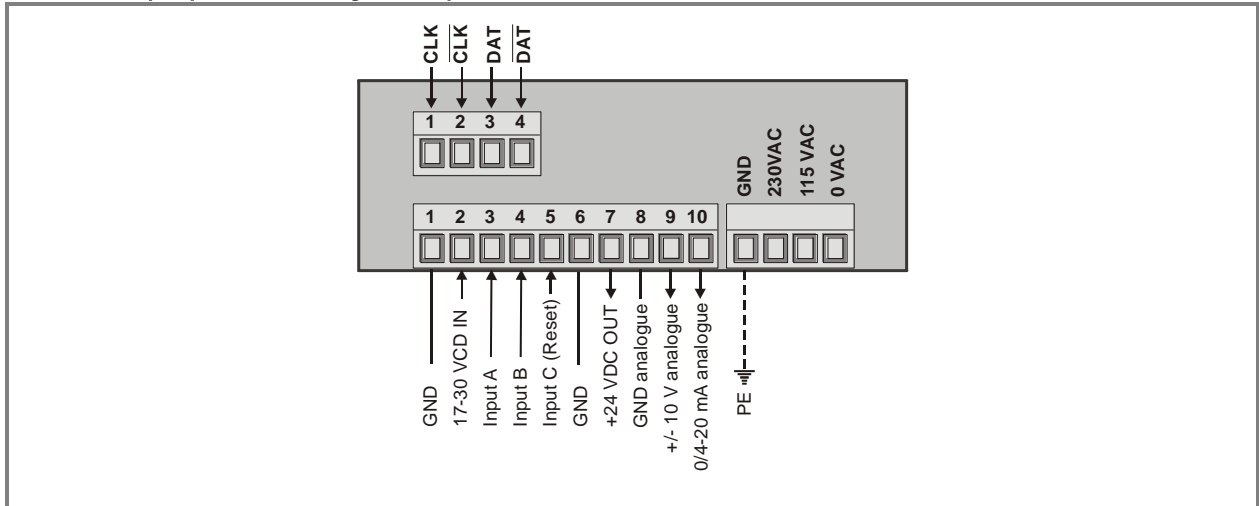 CLK
C̅L̅K̅
DAT
D̅A̅T̅
1 2 3 4
GND
230VAC
115 VAC
0 VAC
1 2 3 4 5 6 7 8 9 10
GND
17-30 VCD IN
Input A
Input B
Input C (Reset)
GND
+24 VDC OUT
GND analogue
+/- 10 V analogue
0/4-20 mA analogue
PE